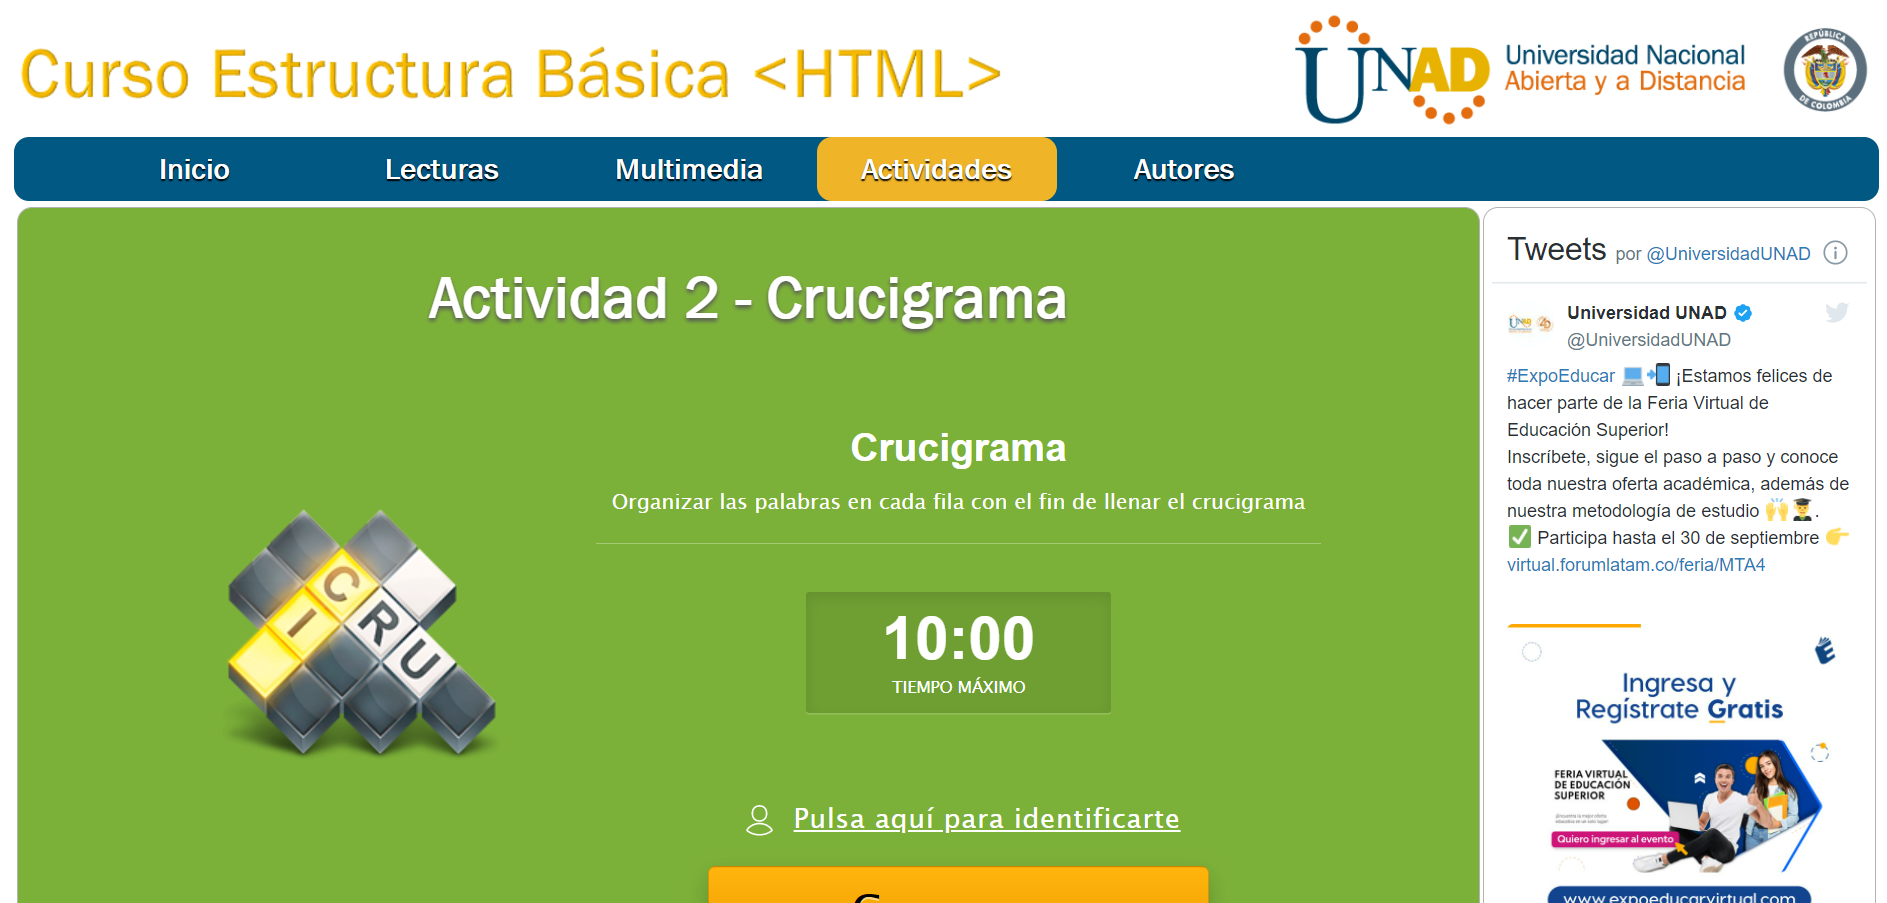 Curso Estructura Básica <HTML>
UNAD
Universidad Nacional
Abierta y a Distancia
REPÚBLICA
DE COLOMBIA
Inicio
Lecturas
Multimedia
Actividades
Autores
Actividad 2 - Crucigrama
Crucigrama
Organizar las palabras en cada fila con el fin de llenar el crucigrama
C
I
R
U
10:00
TIEMPO MÁXIMO
Pulsa aquí para identificarte
Tweets por @UniversidadUNAD
Universidad UNAD
@UniversidadUNAD
#ExpoEducar 💻📲 ¡Estamos felices de
hacer parte de la Feria Virtual de
Educación Superior!
Inscríbete, sigue el paso a paso y conoce
toda nuestra oferta académica, además de
nuestra metodología de estudio 🙌👨‍🎓.
✅ Participa hasta el 30 de septiembre 👉
virtual.forumlatam.co/feria/MTA4
Ingresa y
Regístrate Gratis
FERIA VIRTUAL
DE EDUCACIÓN
SUPERIOR
Quiero ingresar al evento
www.expoeducarvirtual.com